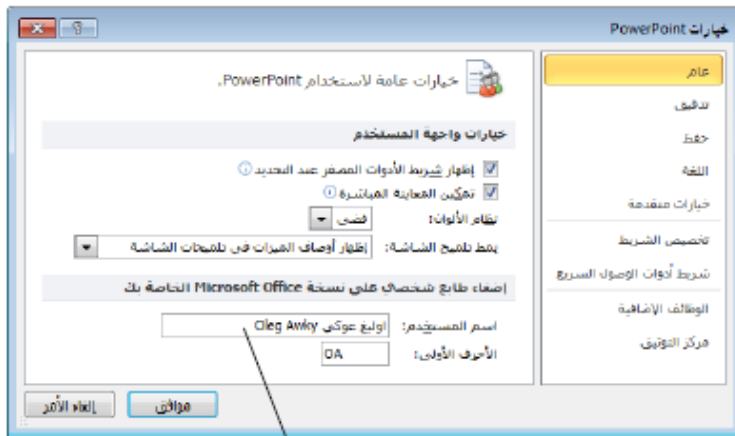 خيارات PowerPoint
عام
تدقيق
حفظ
اللغة
خيارات متقدمة
تخصيص الشريط
شريط أدوات الوصول السريع
الوظائف الإضافية
مركز التوثيق
خيارات عامة لاستخدام PowerPoint.
خيارات واجهة المستخدم
إظهار شريط الأدوات المصغر عند التحديد
تمكين المعاينة المباشرة
نظام الألوان: فضي
نمط تلميح الشاشة: إظهار أوصاف الميزات في تلميحات الشاشة
إضفاء طابع شخصي على نسخة Microsoft Office الخاصة بك
اسم المستخدم: اوليغ عوكي Oleg Awky
الأحرف الأولى: OA
موافق
إلغاء الأمر